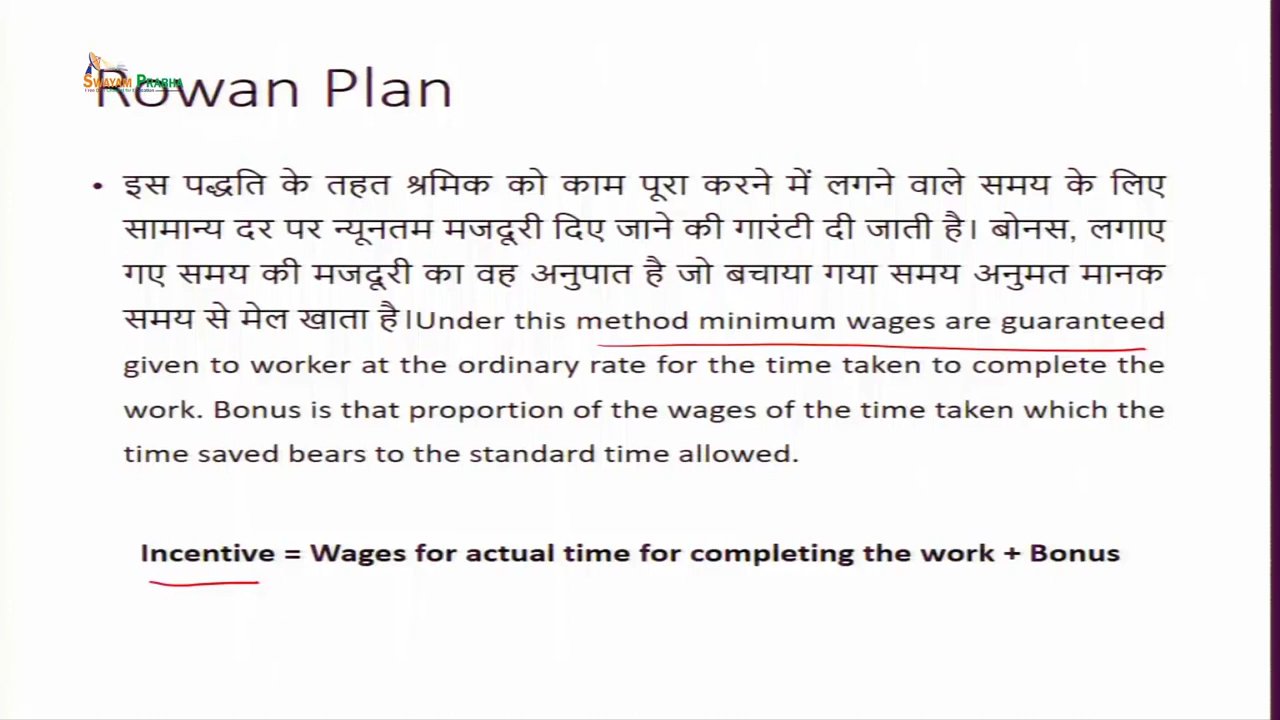 SWAYAM PRABHA
Rowan Plan
• इस पद्धति के तहत श्रमिक को काम पूरा करने में लगने वाले समय के लिए
सामान्य दर पर न्यूनतम मजदूरी दिए जाने की गारंटी दी जाती है। बोनस, लगाए
गए समय की मजदूरी का वह अनुपात है जो बचाया गया समय अनुमत मानक
समय से मेल खाता है।Under this method minimum wages are guaranteed
given to worker at the ordinary rate for the time taken to complete the
work. Bonus is that proportion of the wages of the time taken which the
time saved bears to the standard time allowed.
Incentive = Wages for actual time for completing the work + Bonus